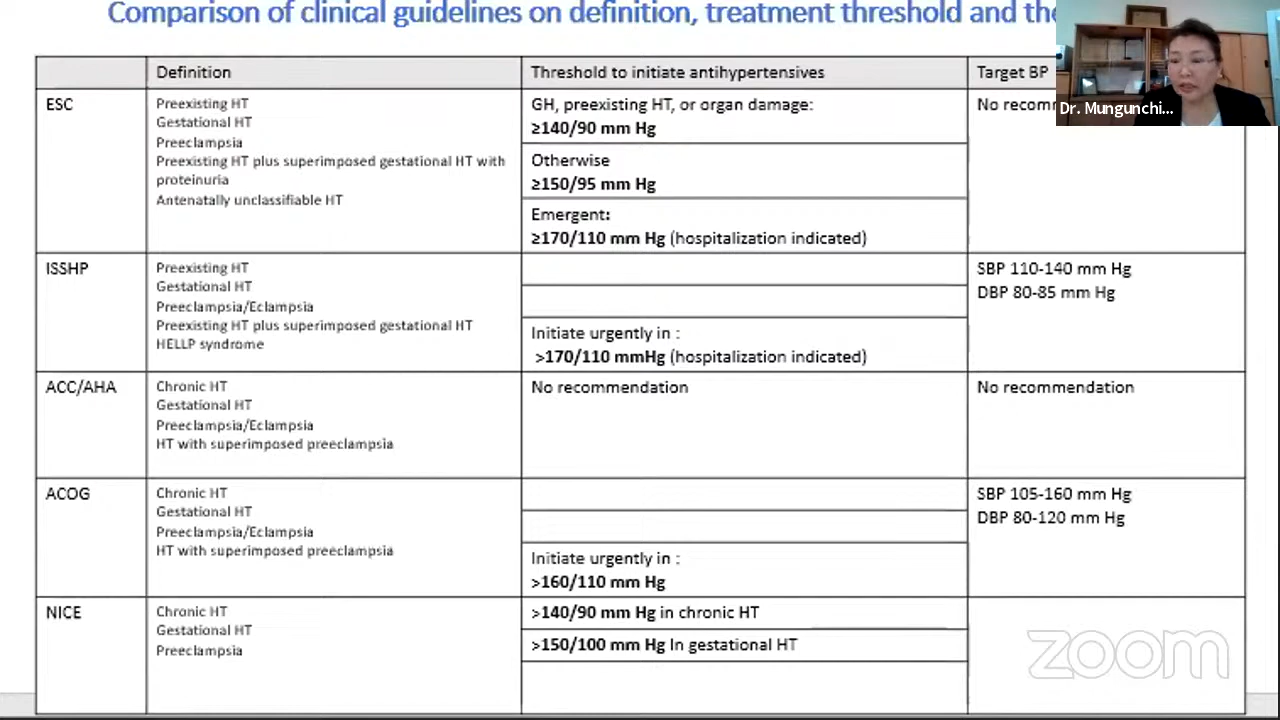 Comparison of clinical guidelines on definition, treatment threshold and the
Definition
Threshold to initiate antihypertensives
Target BP
ESC
Preexisting HT
Gestational HT
Preeclampsia
Preexisting HT plus superimposed gestational HT with
proteinuria
Antenatally unclassifiable HT
GH, preexisting HT, or organ damage:
≥140/90 mm Hg
Otherwise
≥150/95 mm Hg
Emergent:
≥170/110 mm Hg (hospitalization indicated)
No
Dr. Mungunchi...
ISSHP
Preexisting HT
Gestational HT
Preeclampsia/Eclampsia
Preexisting HT plus superimposed gestational HT
HELLP syndrome
Initiate urgently in :
>170/110 mmHg (hospitalization indicated)
SBP 110-140 mm Hg
DBP 80-85 mm Hg
ACC/AHA
Chronic HT
Gestational HT
Preeclampsia/Eclampsia
HT with superimposed preeclampsia
No recommendation
No recommendation
ACOG
Chronic HT
Gestational HT
Preeclampsia/Eclampsia
HT with superimposed preeclampsia
Initiate urgently in :
>160/110 mm Hg
SBP 105-160 mm Hg
DBP 80-120 mm Hg
NICE
Chronic HT
Gestational HT
Preeclampsia
>140/90 mm Hg in chronic HT
>150/100 mm Hg In gestational HT
zoom